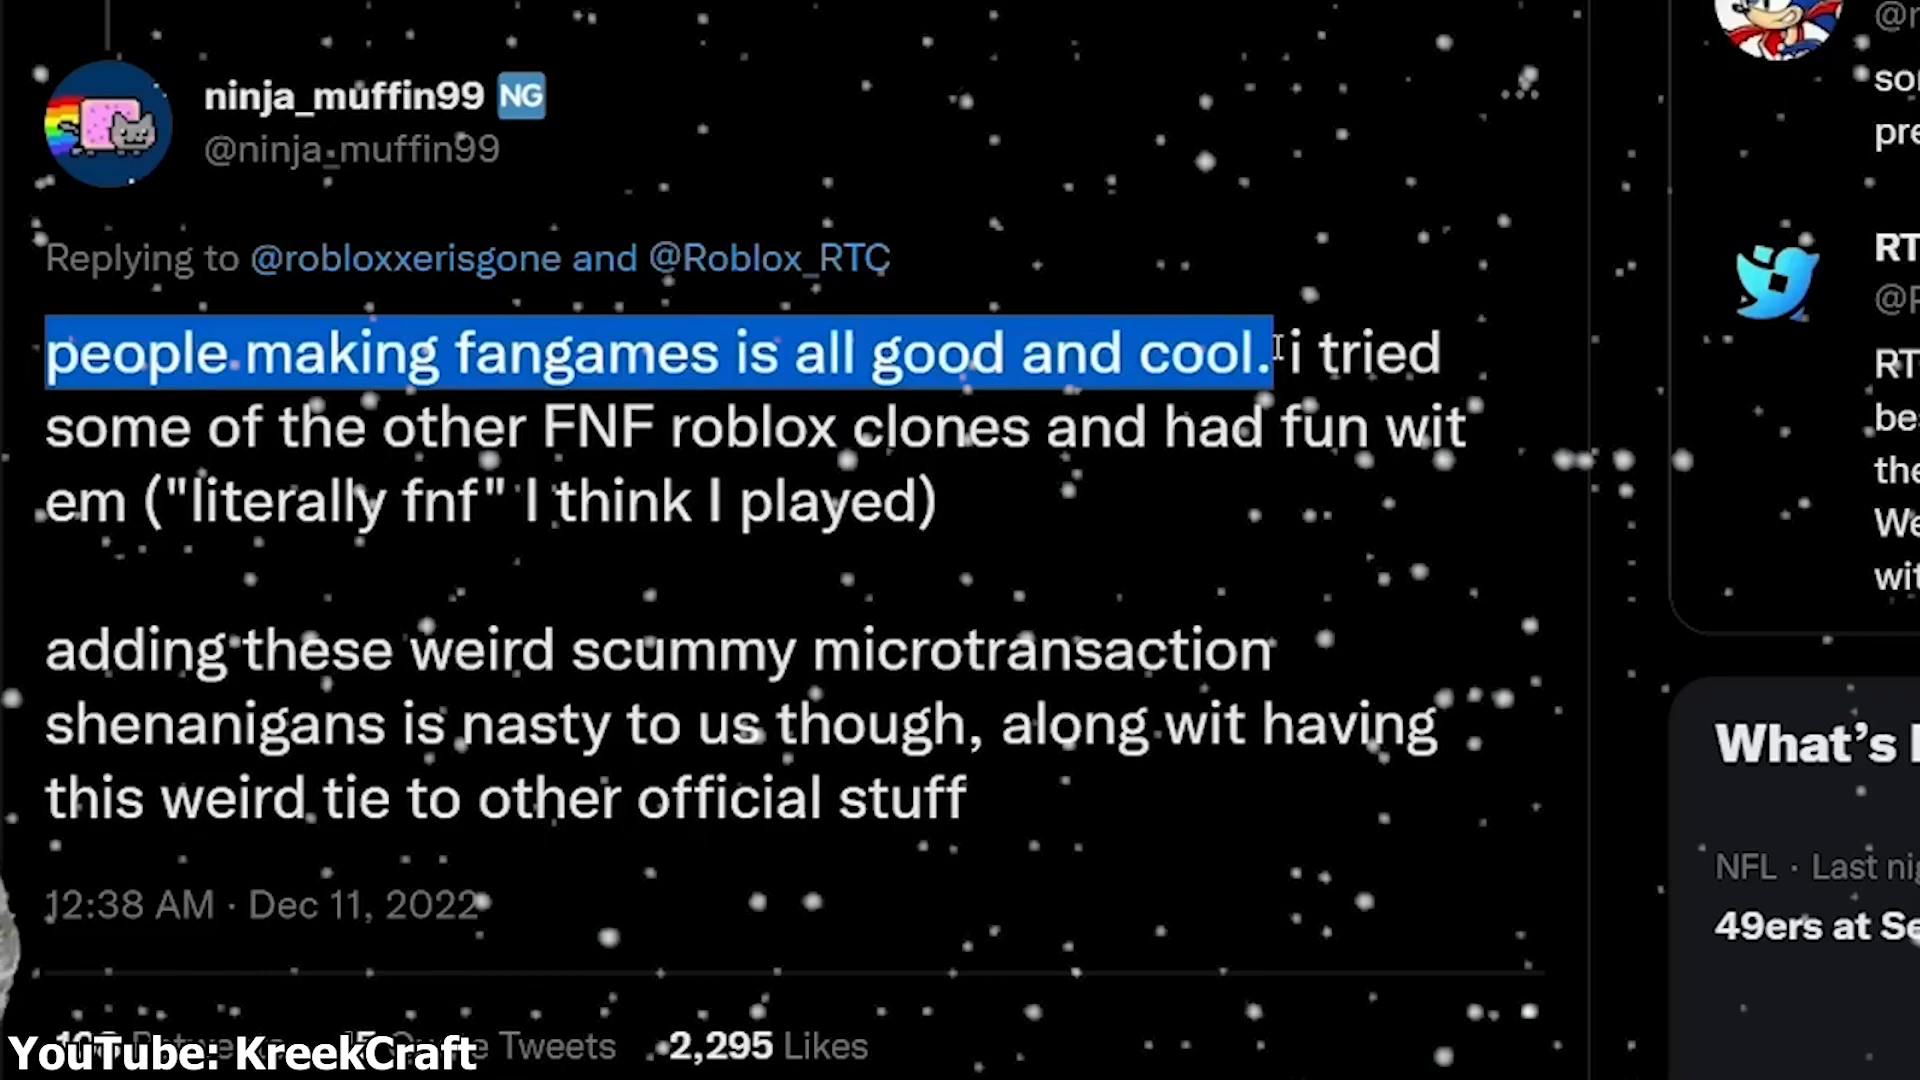 ninja_muffin99 NG
@ninja_muffin99
Replying to @robloxxerisgone and @Roblox_RTC
people making fangames is all good and cool. i tried
some of the other FNF roblox clones and had fun wit
em ("literally fnf" I think I played)
adding these weird scummy microtransaction
shenanigans is nasty to us though, along wit having
this weird tie to other official stuff
12:38 AM · Dec 11, 2022
Tweets 2,295 Likes
YouTube: KreekCraft
so
pre
RT
RT
bes
the
We
wit
What's
NFL · Last nig
49ers at Se